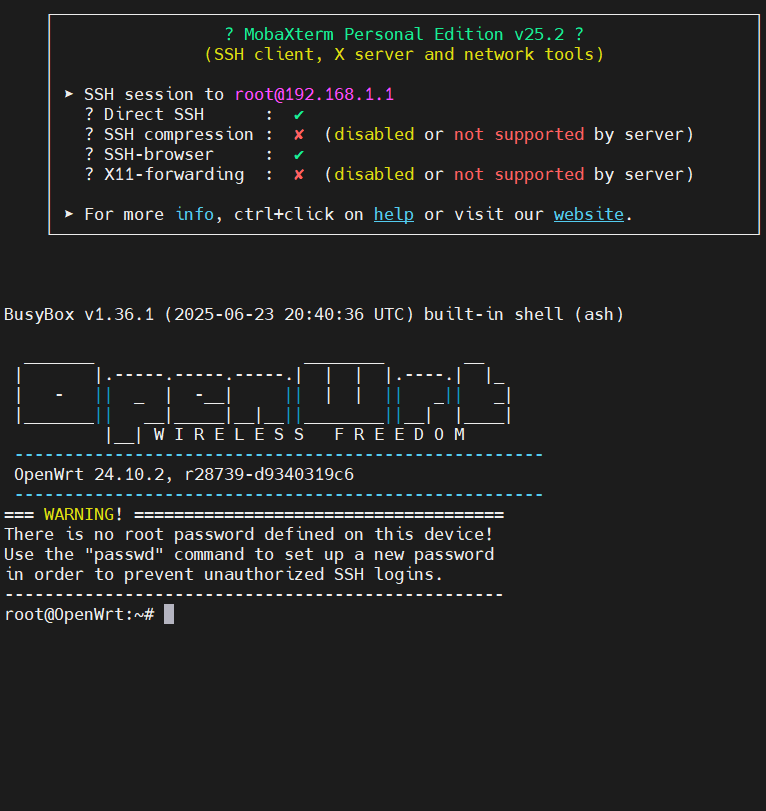 ? MobaXterm Personal Edition v25.2 ?
(SSH client, X server and network tools)
➤ SSH session to root@192.168.1.1
? Direct SSH      :  ✔
? SSH compression :  ✘  (disabled or not supported by server)
? SSH-browser     :  ✔
? X11-forwarding  :  ✘  (disabled or not supported by server)
➤ For more info, ctrl+click on help or visit our website.
BusyBox v1.36.1 (2025-06-23 20:40:36 UTC) built-in shell (ash)
OpenWrt
W I R E L E S S   F R E E D O M
-----------------------------------------------------
OpenWrt 24.10.2, r28739-d9340319c6
-----------------------------------------------------
=== WARNING! =====================================
There is no root password defined on this device!
Use the "passwd" command to set up a new password
in order to prevent unauthorized SSH logins.
--------------------------------------------------
root@OpenWrt:~#